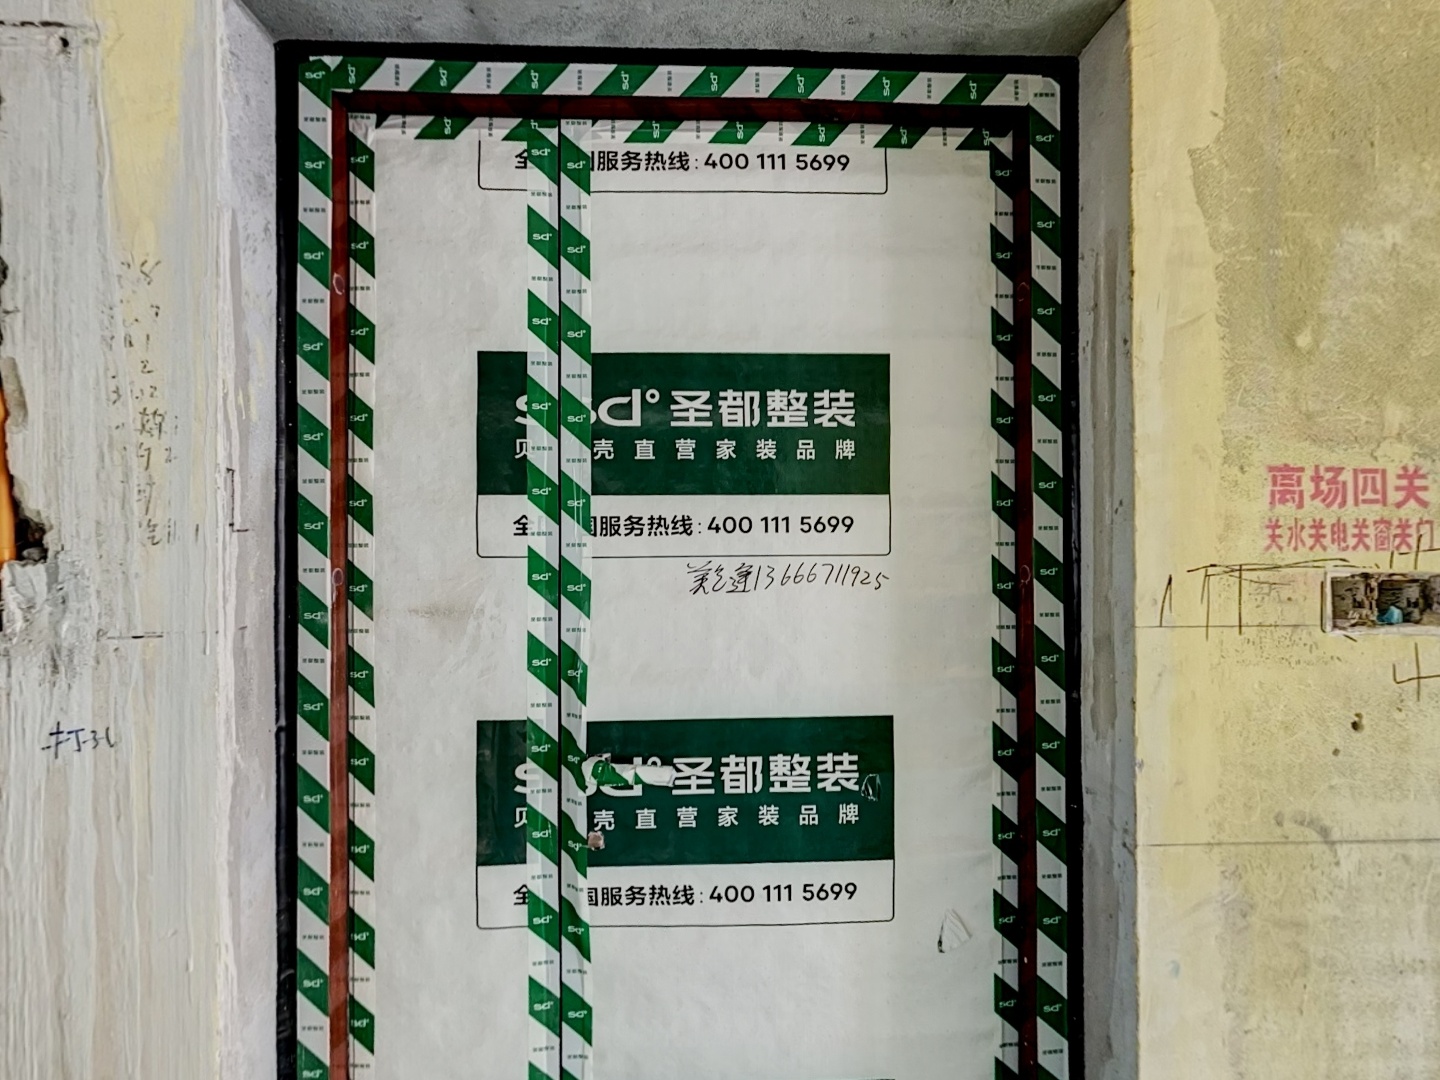 全国服务热线:400 111 5699
sd° 圣都整装
贝壳直营家装品牌
全国服务热线:400 111 5699
13666711925
sd° 圣都整装
贝壳直营家装品牌
全国服务热线:400 111 5699
离场四关
关水关电关窗关门